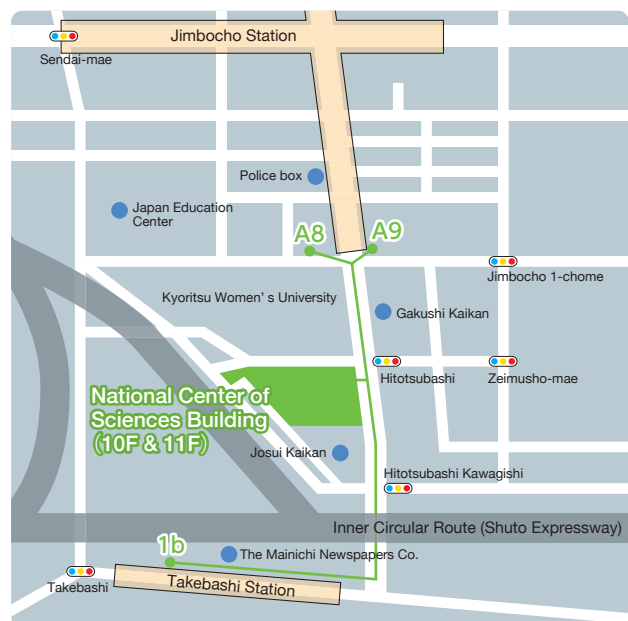 Jimbocho Station
Sendai-mae
Police box
Japan Education
Center
A8
A9
Jimbocho 1-chome
Kyoritsu Women' s University
Gakushi Kaikan
Hitotsubashi
Zeimusho-mae
National Center of
Sciences Building
(10F & 11F)
Josui Kaikan
Hitotsubashi Kawagishi
Inner Circular Route (Shuto Expressway)
1b
The Mainichi Newspapers Co.
Takebashi
Takebashi Station